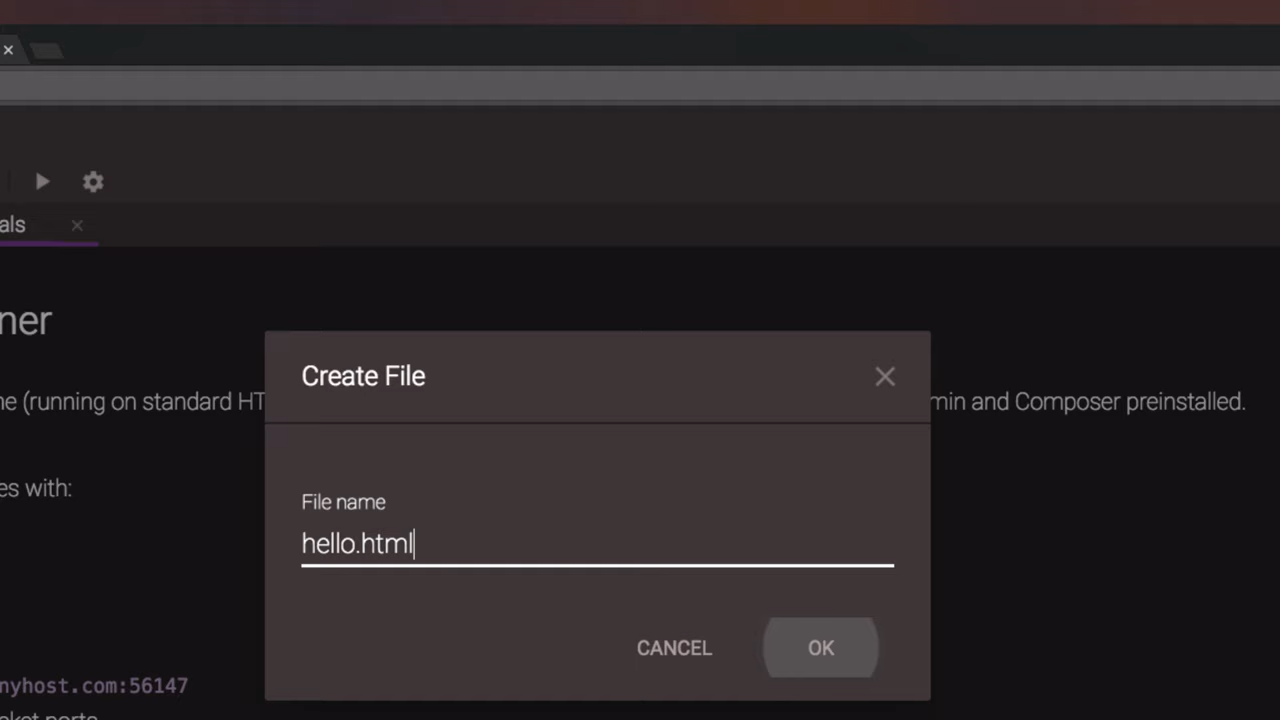 als
ner
Create File
ne (running on standard HT
min and Composer preinstalled.
es with:
File name
hello.html
CANCEL
OK
nyhost.com:56147